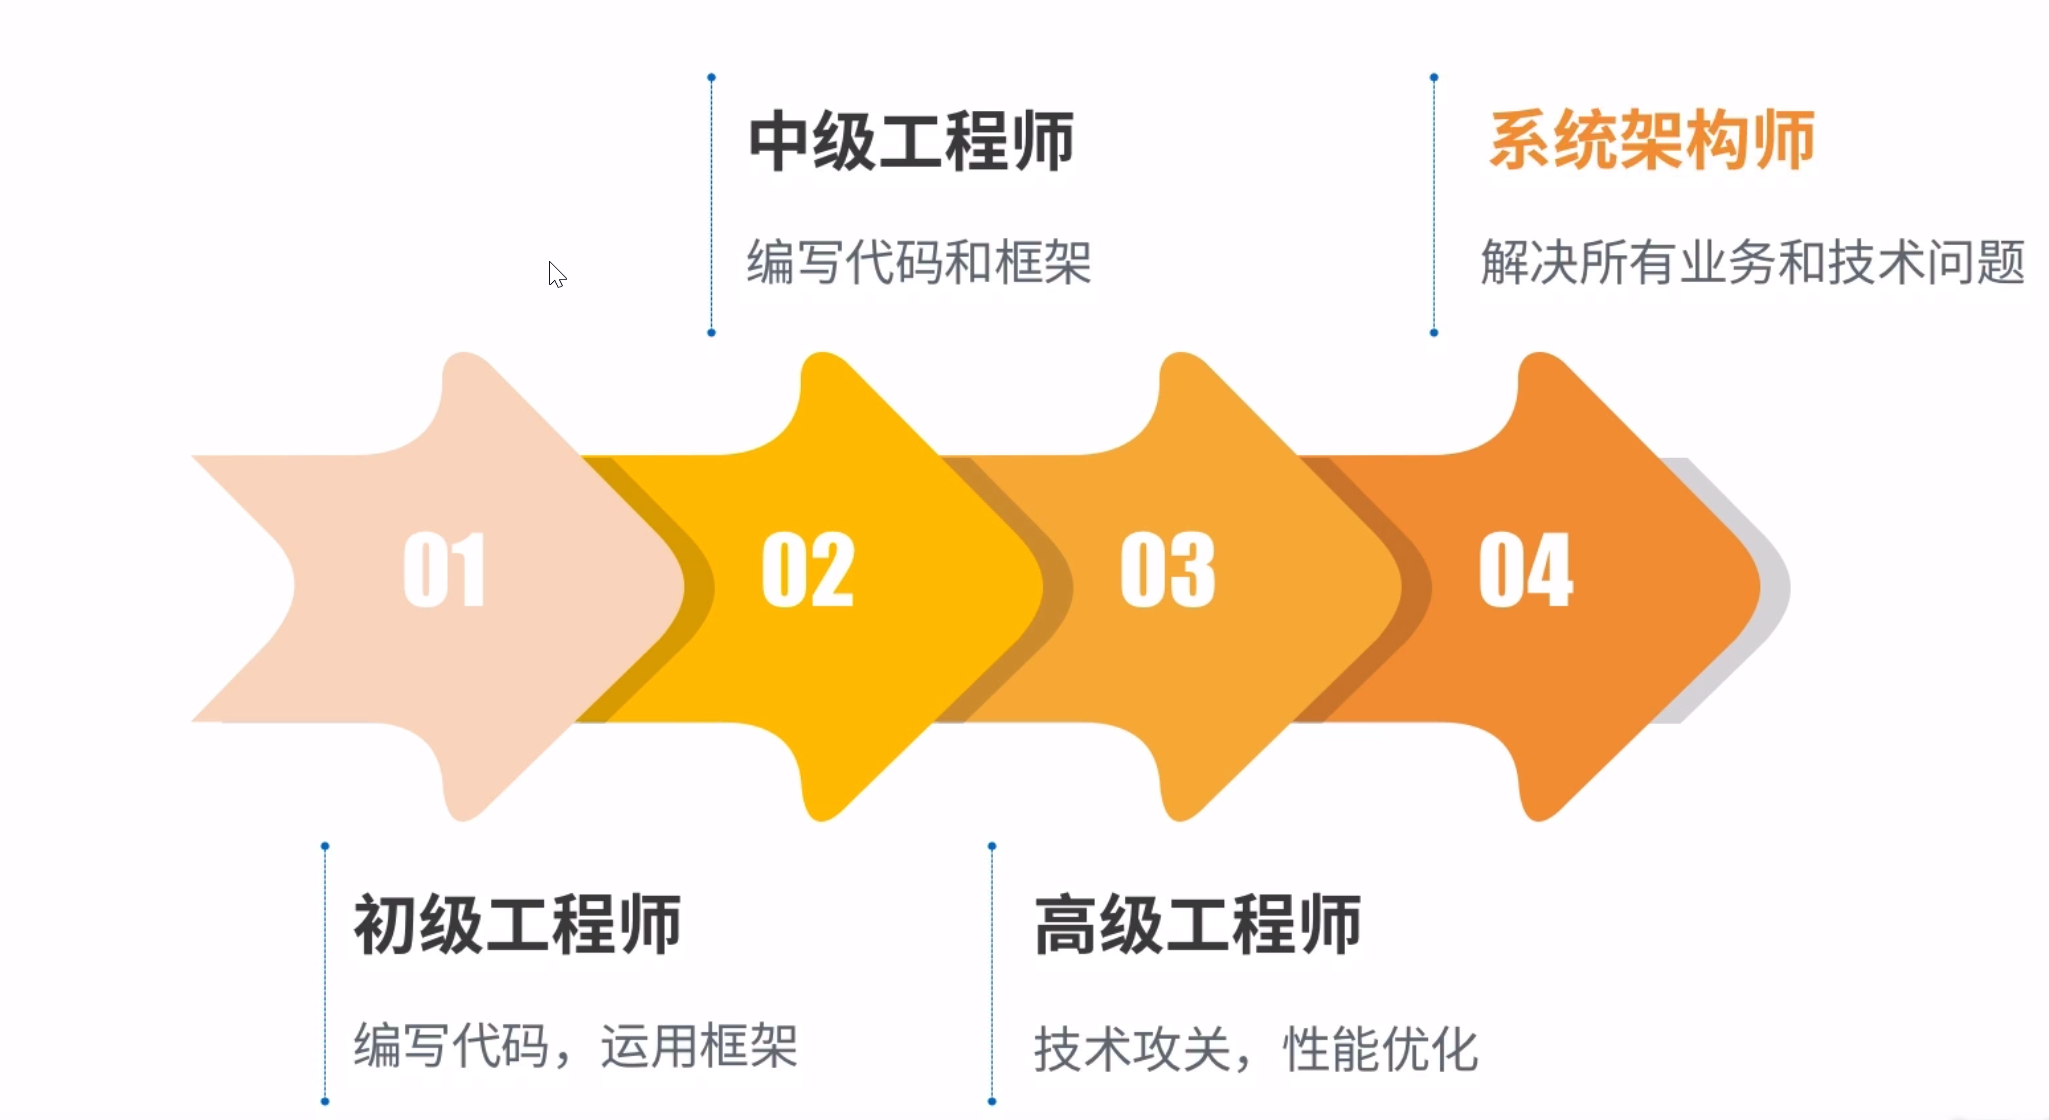 中级工程师
编写代码和框架
系统架构师
解决所有业务和技术问题
01
02
03
04
初级工程师
编写代码，运用框架
高级工程师
技术攻关，性能优化